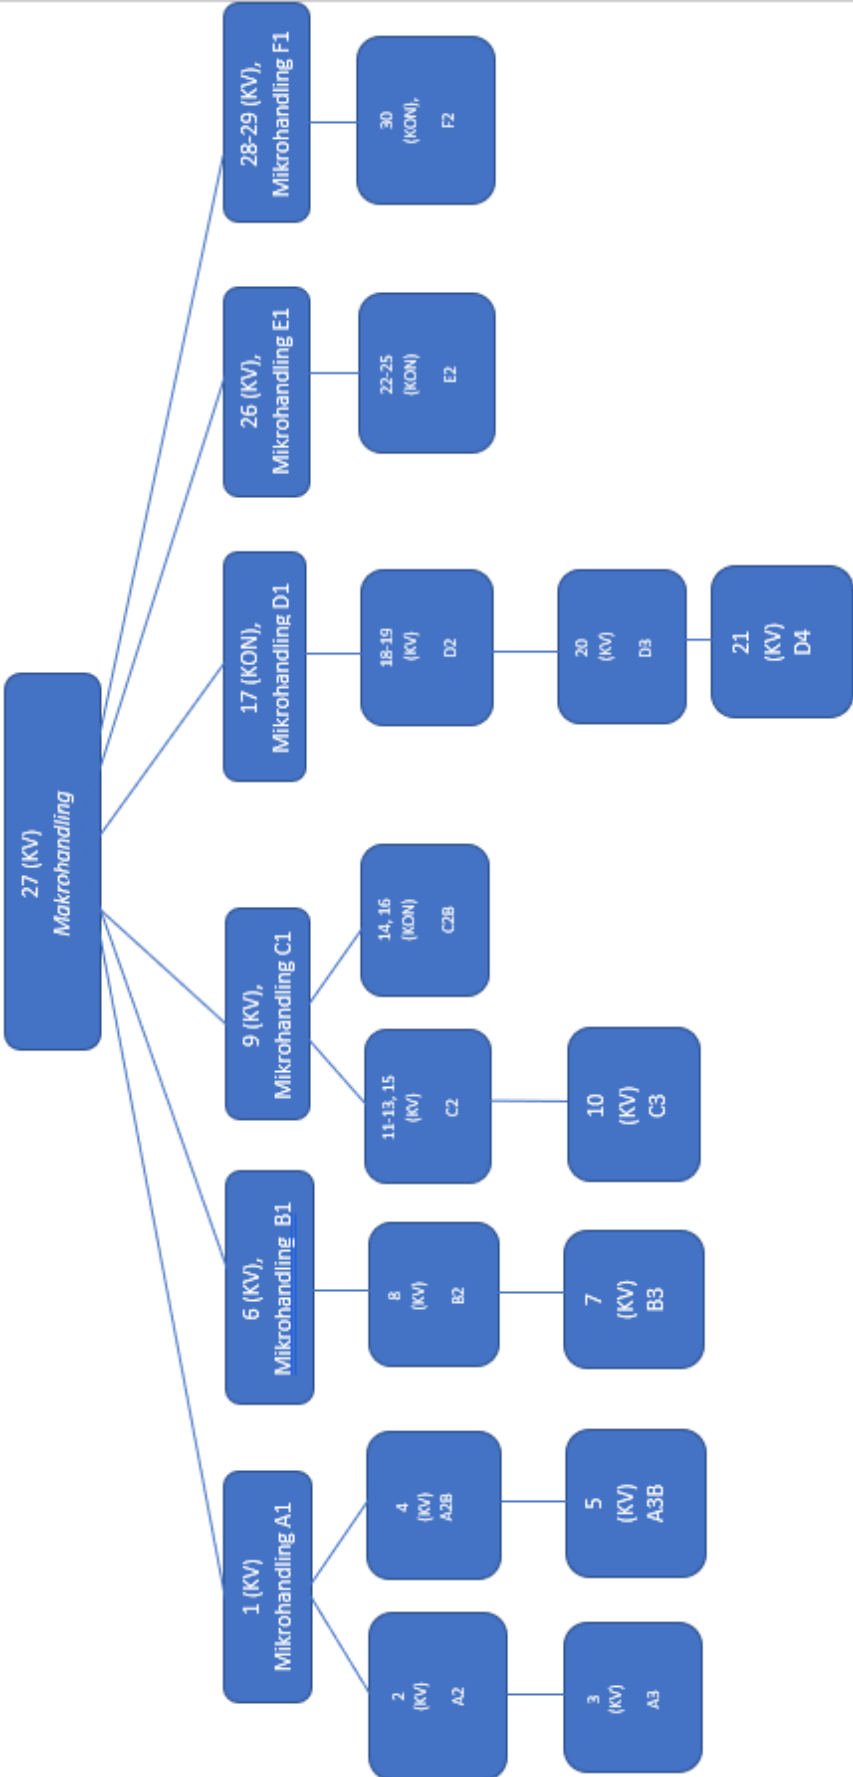 27 (KV)
Makrohandling
1 (KV)
Mikrohandling A1
6 (KV),
Mikrohandling B1
9 (KV),
Mikrohandling C1
17 (KON),
Mikrohandling D1
26 (KV),
Mikrohandling E1
28-29 (KV),
Mikrohandling F1
2
(KV)
A2
4
(KV)
A2B
8
(KV)
B2
11-13, 15
(KV)
C2
14, 16
(KON)
C2B
18-19
(KV)
D2
22-25
(KON)
E2
30
(KON),
F2
3
(KV)
A3
5
(KV)
A3B
7
(KV)
B3
10
(KV)
C3
20
(KV)
D3
21
(KV)
D4